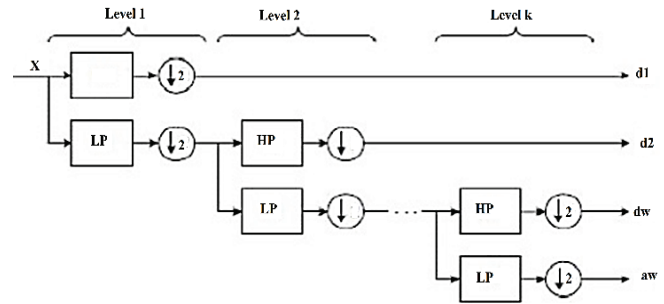 Level 1
Level 2
Level k
X
2
d1
LP
2
HP
d2
LP
. . .
HP
2
dw
LP
2
aw